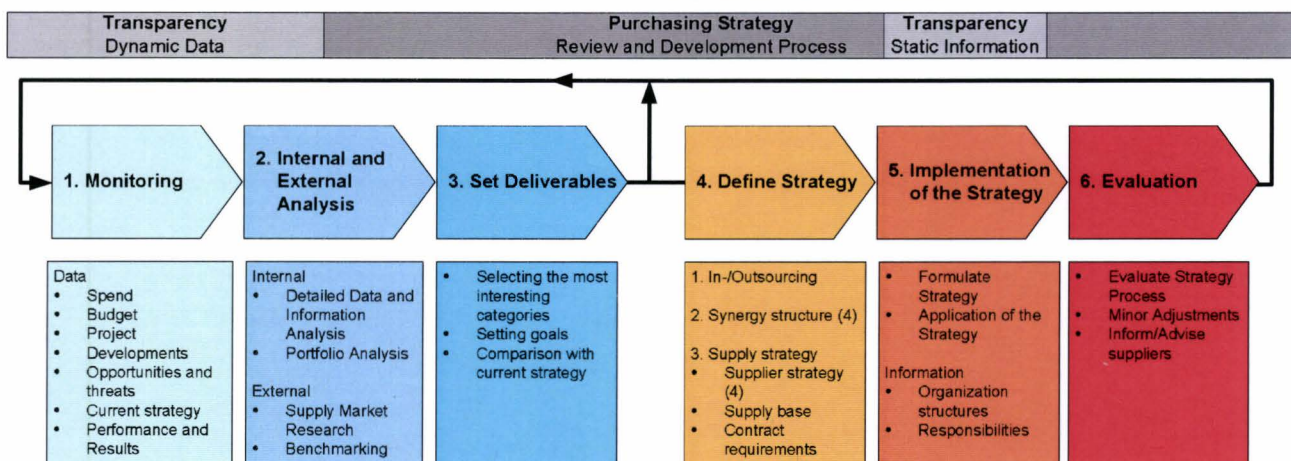 Transparency
Dynamic Data
Purchasing Strategy
Review and Development Process
Transparency
Static Information
1. Monitoring
2. Internal and
External
Analysis
3. Set Deliverables
4. Define Strategy
5. Implementation
of the Strategy
6. Evaluation
Data
• Spend
• Budget
• Project
• Developments
• Opportunities and
threats
• Current strategy
• Performance and
Results
Internal
• Detailed Data and
Information
Analysis
• Portfolio Analysis
External
• Supply Market
Research
• Benchmarking
• Selecting the most
interesting
categories
• Setting goals
• Comparison with
current strategy
1. In-/Outsourcing
2. Synergy structure (4)
3. Supply strategy
• Supplier strategy
(4)
• Supply base
• Contract
requirements
• Formulate
Strategy
• Application of the
Strategy
Information
• Organization
structures
• Responsibilities
• Evaluate Strategy
Process
• Minor Adjustments
• Inform/Advise
suppliers